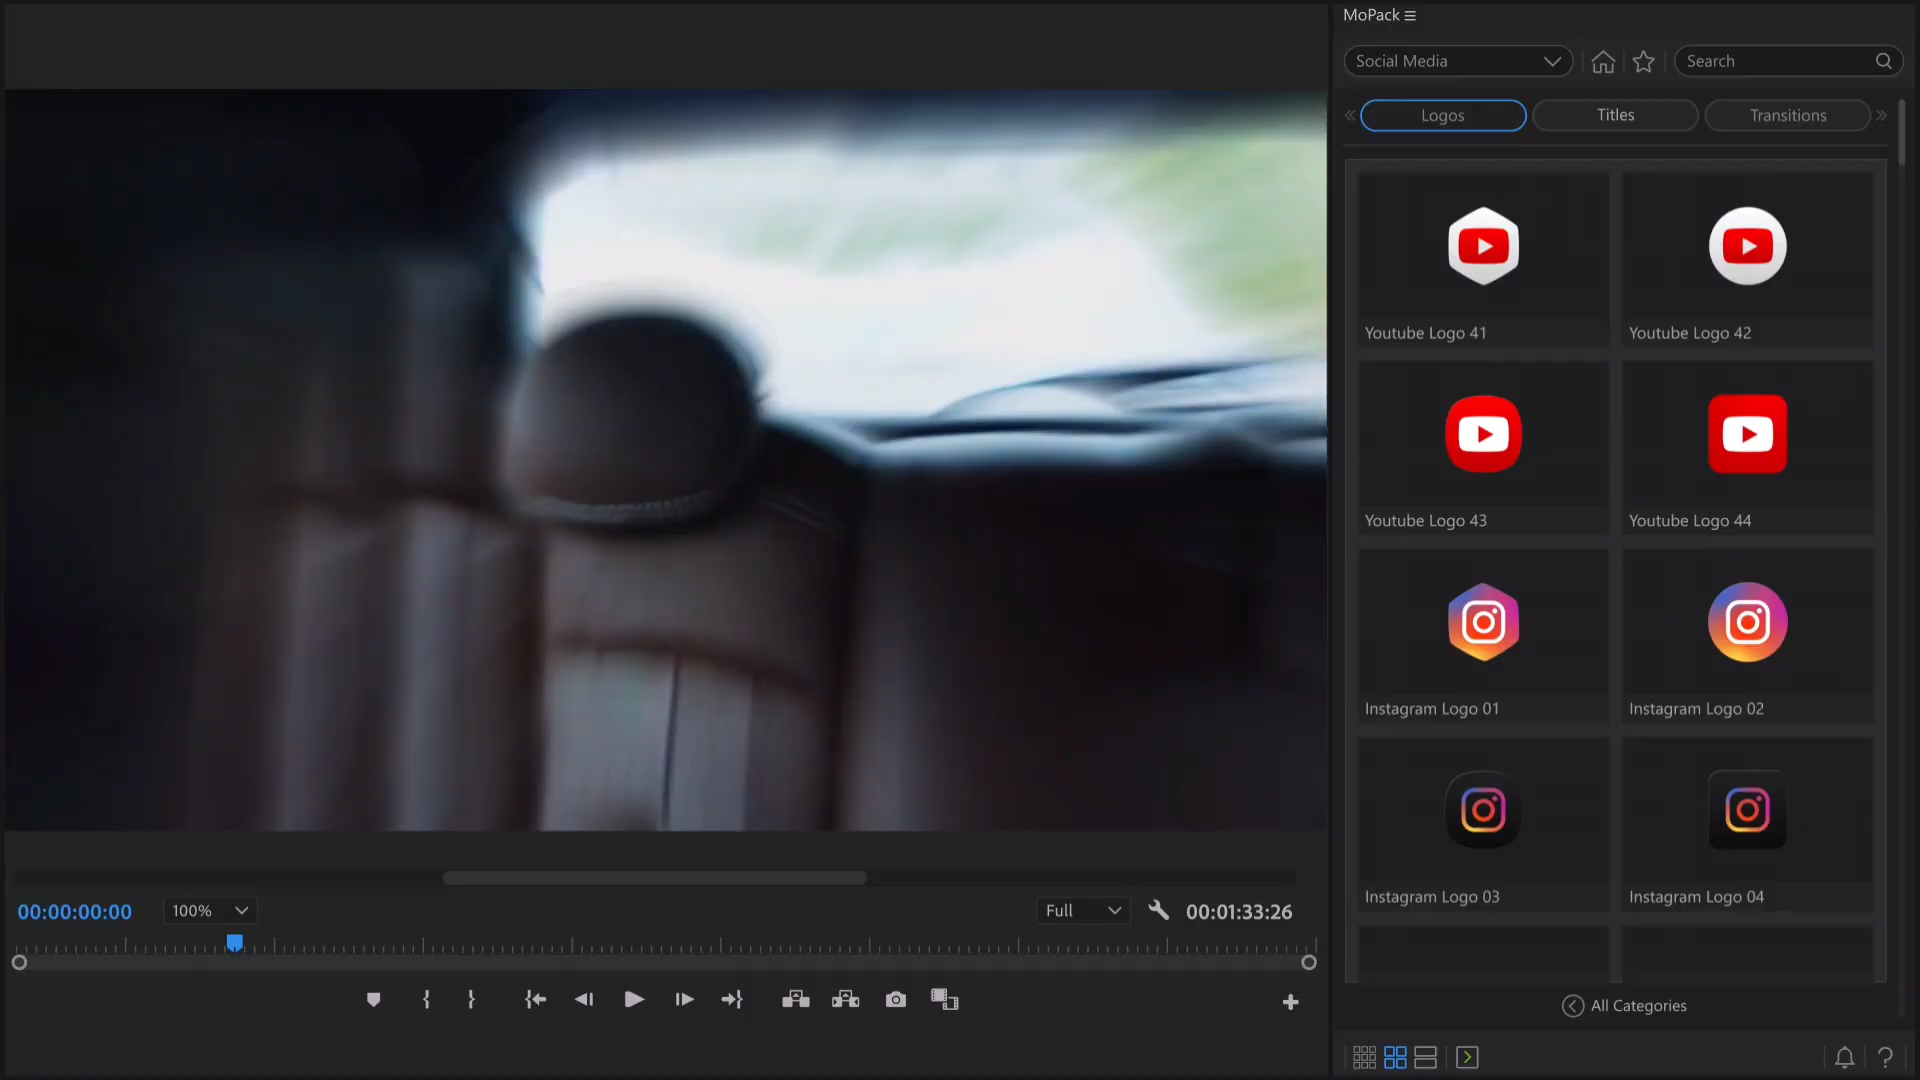 MoPack
Social Media
Search
Logos
Titles
Transitions
Youtube Logo 41
Youtube Logo 42
Youtube Logo 43
Youtube Logo 44
Instagram Logo 01
Instagram Logo 02
Instagram Logo 03
Instagram Logo 04
All Categories
00:00:00:00
100%
Full
00:01:33:26